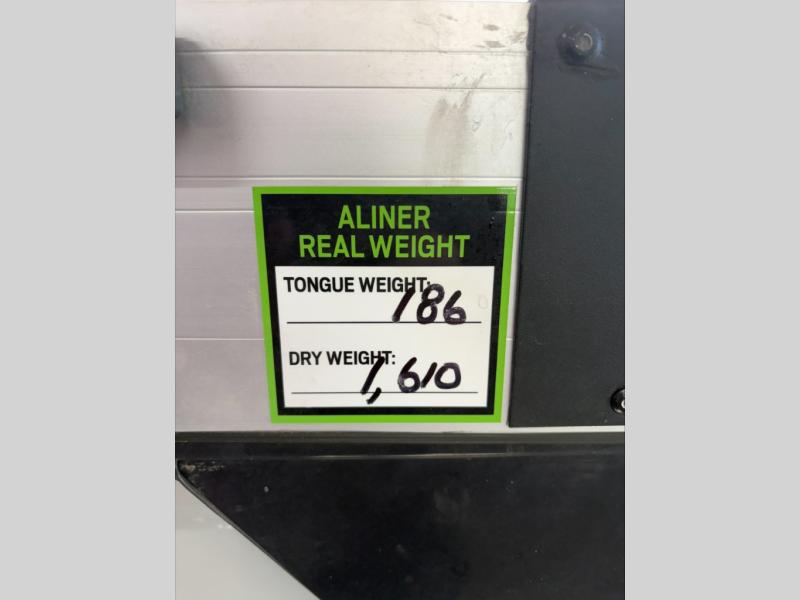 ALINER
REAL WEIGHT
TONGUE WEIGHT:
186
DRY WEIGHT:
1,610